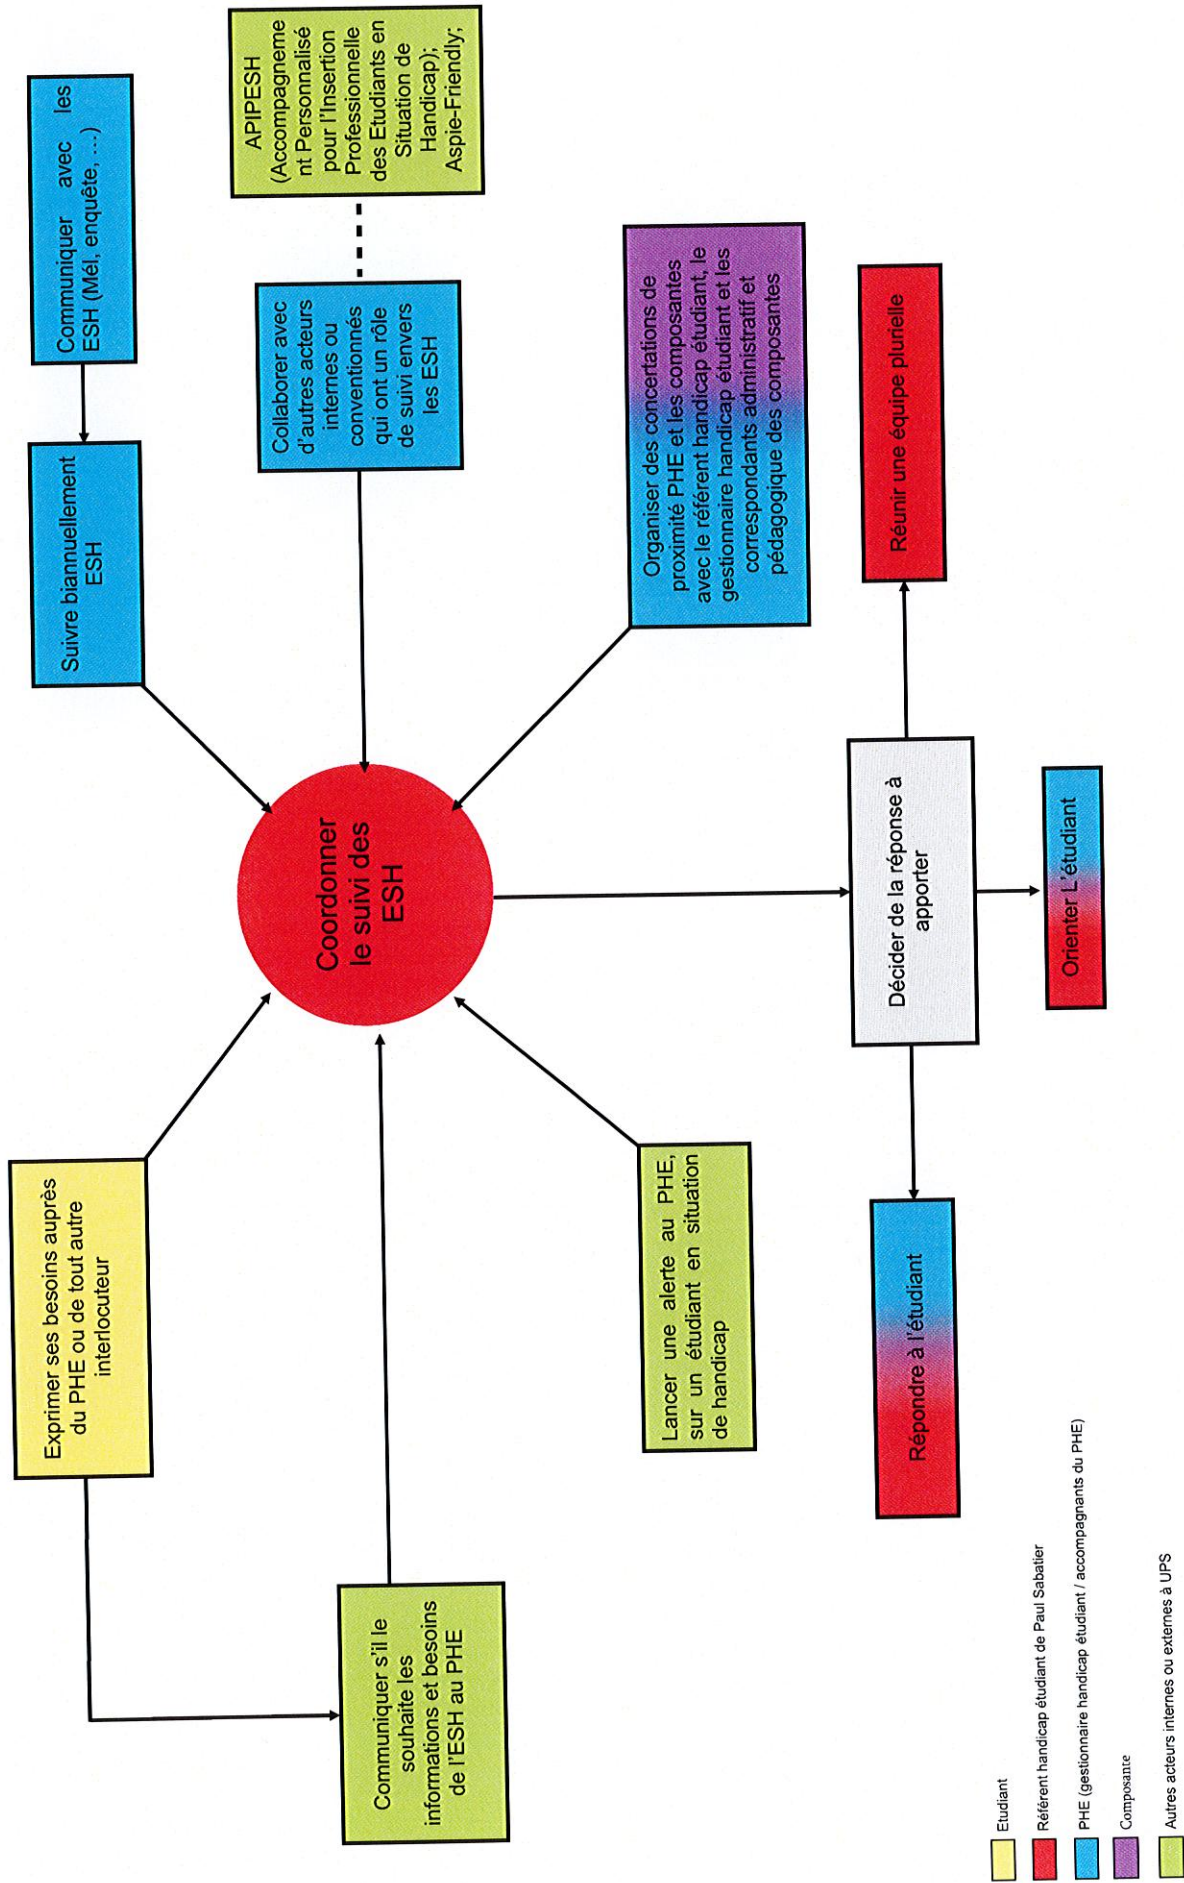 Exprimer ses besoins auprès
du PHE ou de tout autre
interlocuteur
Suivre biannuellement
ESH
Communiquer avec les
ESH (Mél, enquête, …)
Communiquer s'il le
souhaite les
informations et besoins
de l'ESH au PHE
Coordonner
le suivi des
ESH
Collaborer avec
d'autres acteurs
internes ou
conventionnés
qui ont un rôle
de suivi envers
les ESH
APIPESH
(Accompagneme
nt Personnalisé
pour l'Insertion
Professionnelle
des Etudiants en
Situation de
Handicap);
Aspie-Friendly;
Lancer une alerte au PHE,
sur un étudiant en situation
de handicap
Organiser des concertations de
proximité PHE et les composantes
avec le référent handicap étudiant, le
gestionnaire handicap étudiant et les
correspondants administratif et
pédagogique des composantes
Répondre à l'étudiant
Décider de la réponse à
apporter
Réunir une équipe plurielle
Orienter L'étudiant
Etudiant
Référent handicap étudiant de Paul Sabatier
PHE (gestionnaire handicap étudiant / accompagnants du PHE)
Composante
Autres acteurs internes ou externes à UPS